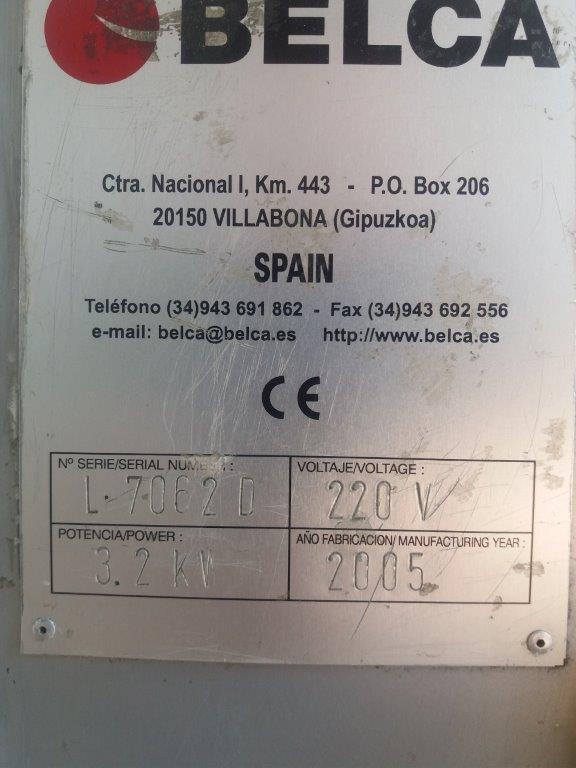 BELCA
Ctra. Nacional I, Km. 443 - P.O. Box 206
20150 VILLABONA (Gipuzkoa)
SPAIN
Teléfono (34)943 691 862 - Fax (34)943 692 556
e-mail: belca@belca.es http://www.belca.es
CE
Nº SERIE/SERIAL NUMBER : VOLTAJE/VOLTAGE :
L. 7062 D 220 V
POTENCIA/POWER : AÑO FABRICACION/ MANUFACTURING YEAR :
3.2 KW 2005